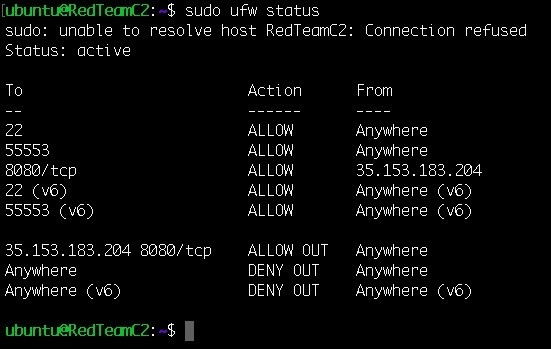 [ubuntu@RedTeamC2:~$ sudo ufw status
sudo: unable to resolve host RedTeamC2: Connection refused
Status: active
To Action From
-- ------ ----
22 ALLOW Anywhere
55553 ALLOW Anywhere
8080/tcp ALLOW 35.153.183.204
22 (v6) ALLOW Anywhere (v6)
55553 (v6) ALLOW Anywhere (v6)
35.153.183.204 8080/tcp ALLOW OUT Anywhere
Anywhere DENY OUT Anywhere
Anywhere (v6) DENY OUT Anywhere (v6)
ubuntu@RedTeamC2:~$